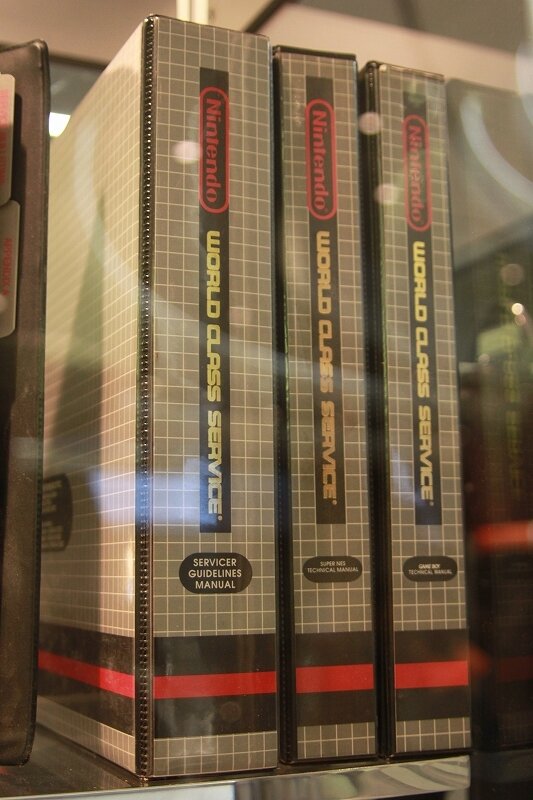 Nintendo
WORLD CLASS SERVICE®
SERVICER
GUIDELINES
MANUAL
Nintendo
WORLD CLASS SERVICE®
SUPER NES
TECHNICAL MANUAL
Nintendo
WORLD CLASS SERVICE®
GAME BOY
TECHNICAL MANUAL